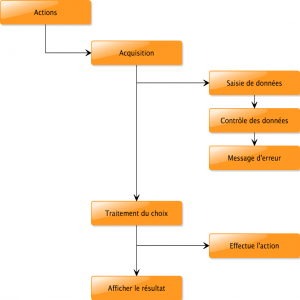 Actions
Acquisition
Saisie de données
Contrôle des données
Message d'erreur
Traitement du choix
Effectue l'action
Afficher le résultat